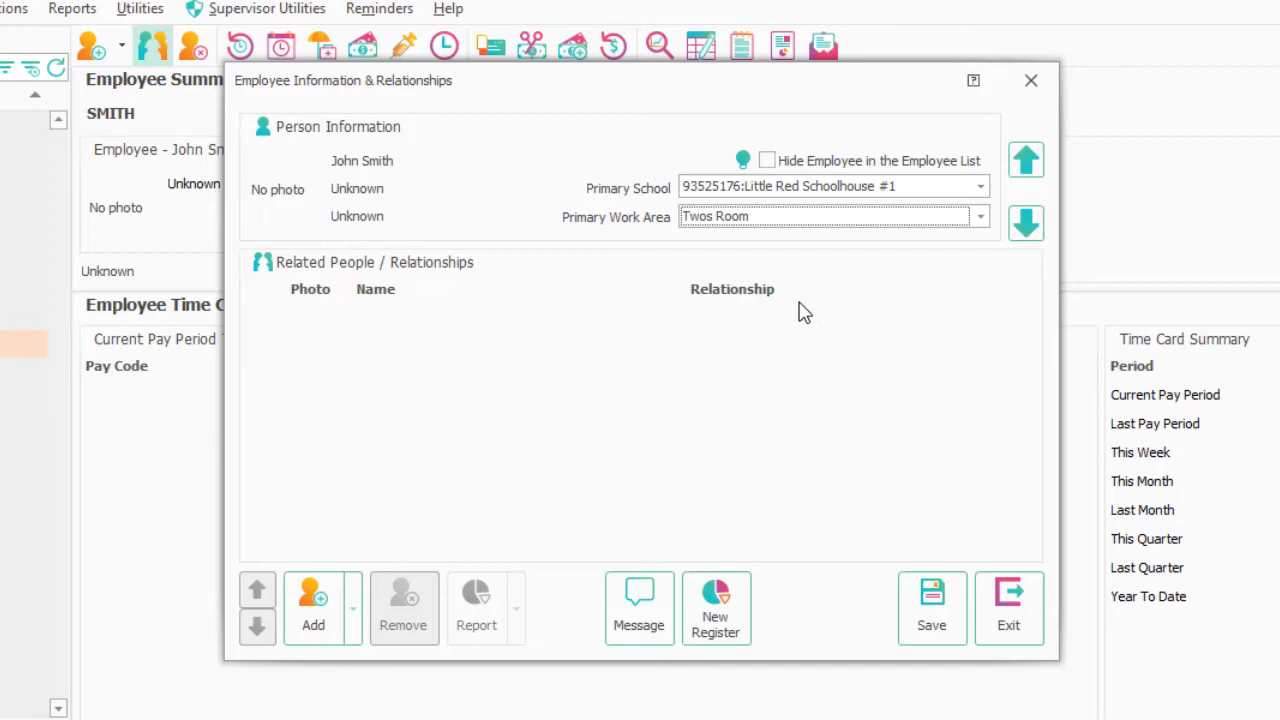 tions Reports Utilities Supervisor Utilities Reminders Help
Employee Summ
SMITH
Employee - John Sn
Unknown
No photo
Unknown
Employee Time C
Current Pay Period
Pay Code
Employee Information & Relationships
Person Information
John Smith
Hide Employee in the Employee List
No photo
Unknown
Primary School 93525176:Little Red Schoolhouse #1
Unknown
Primary Work Area Twos Room
Related People / Relationships
Photo Name Relationship
Add
Remove
Report
Message
New
Register
Save
Exit
Time Card Summary
Period
Current Pay Period
Last Pay Period
This Week
This Month
Last Month
This Quarter
Last Quarter
Year To Date